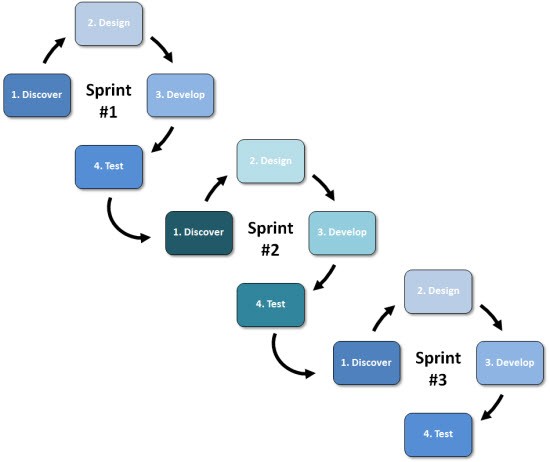 2. Design
1. Discover
Sprint
#1
3. Develop
4. Test
2. Design
1. Discover
Sprint
#2
3. Develop
4. Test
2. Design
1. Discover
Sprint
#3
3. Develop
4. Test